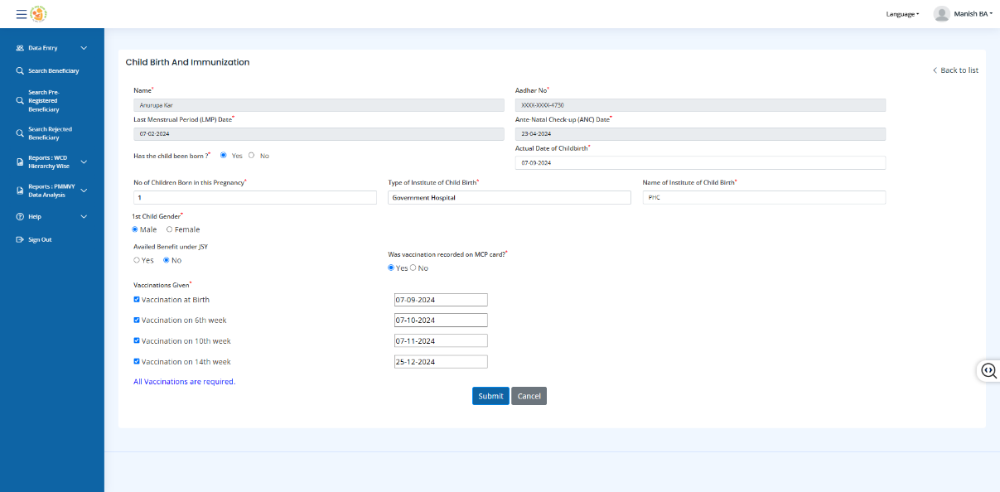 Language
Manish BA
Data Entry
Search Beneficiary
Search Pre-
Registered
Beneficiary
Search Rejected
Beneficiary
Reports : WCD
Hierarchy Wise
Reports : PMMVY
Data Analysis
Help
Sign Out
Child Birth And Immunization
Back to list
Name*
Aadhar No*
Anurupa Kar
XXXX-XXXX-4730
Last Menstrual Period (LMP) Date*
Ante-Natal Check-up (ANC) Date*
07-02-2024
23-04-2024
Has the child been born ?* Yes No
Actual Date of Childbirth*
07-09-2024
No of Children Born in this Pregnancy*
Type of Institute of Child Birth*
Name of Institute of Child Birth*
1
Government Hospital
PHC
1st Child Gender*
Male Female
Availed Benefit under JSY
Yes No
Was vaccination recorded on MCP card?*
Yes No
Vaccinations Given*
Vaccination at Birth 07-09-2024
Vaccination on 6th week 07-10-2024
Vaccination on 10th week 07-11-2024
Vaccination on 14th week 25-12-2024
All Vaccinations are required.
Submit Cancel